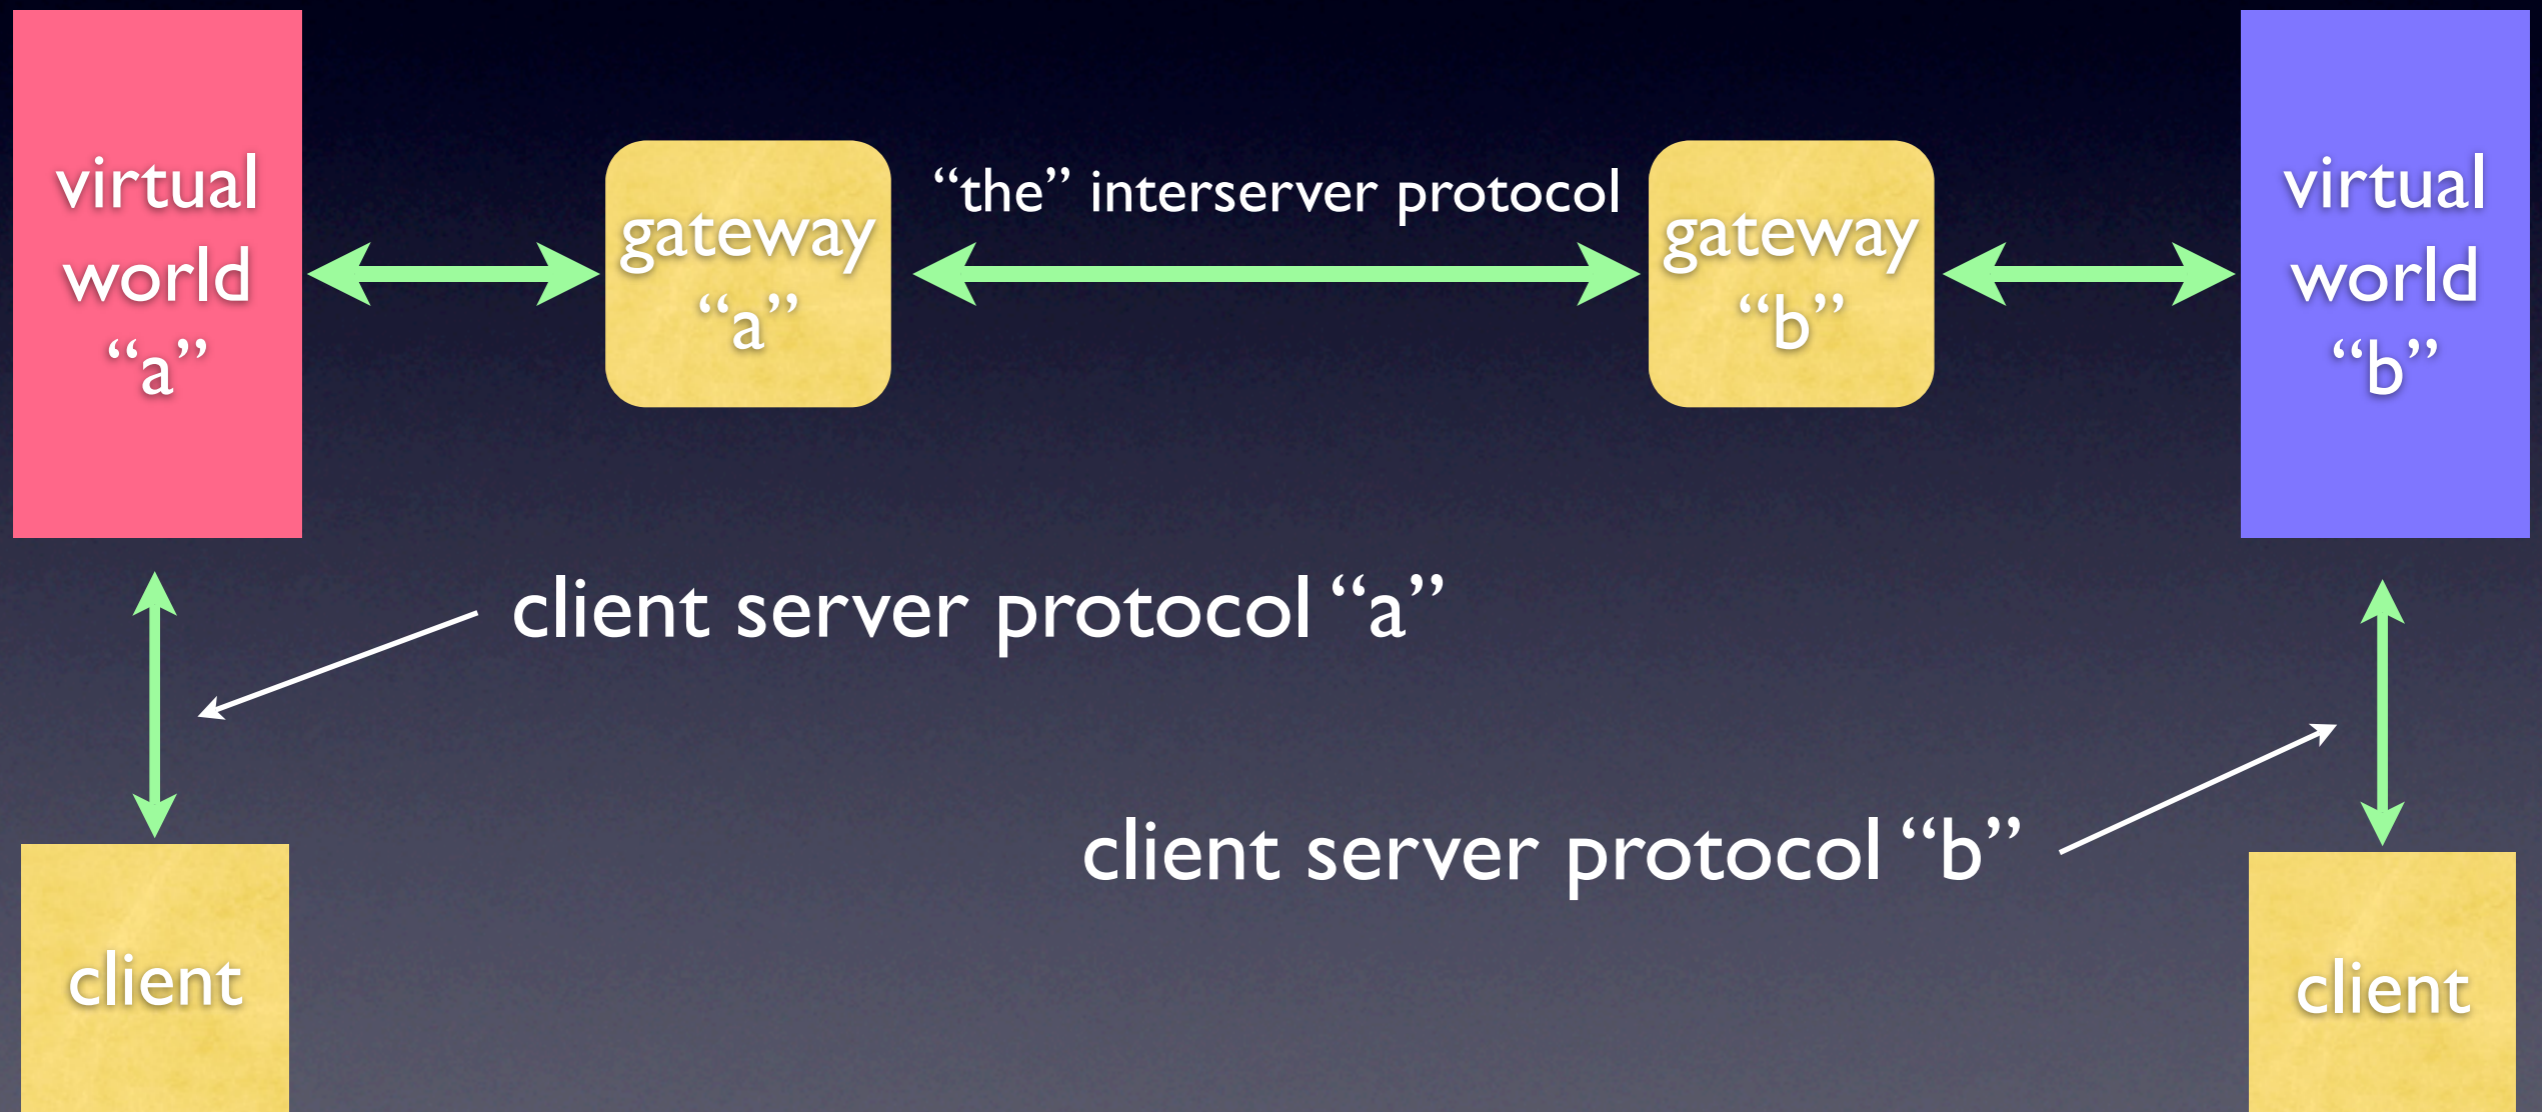 virtual
world
“a”
gateway
“a”
“the” interserver protocol
gateway
“b”
virtual
world
“b”
client server protocol “a”
client server protocol “b”
client
client